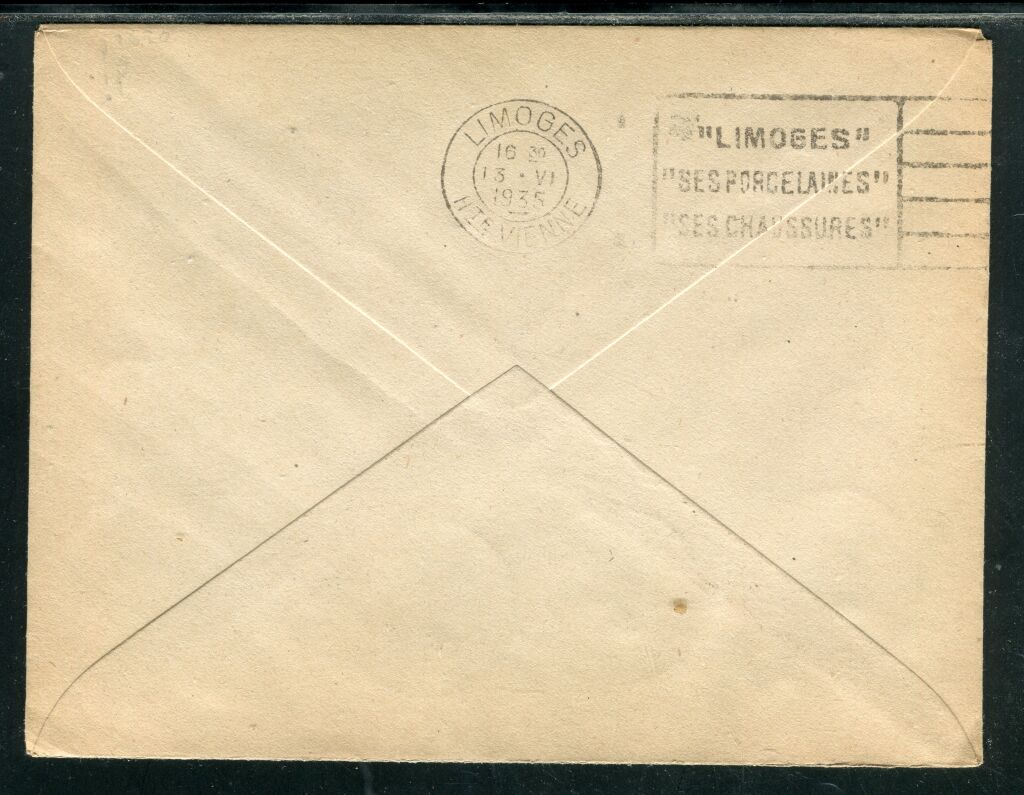 LIMOGES
16 30
13 • VI
1935
HTE VIENNE
"LIMOGES"
"SES PORCELAINES"
"SES CHAUSSURES"